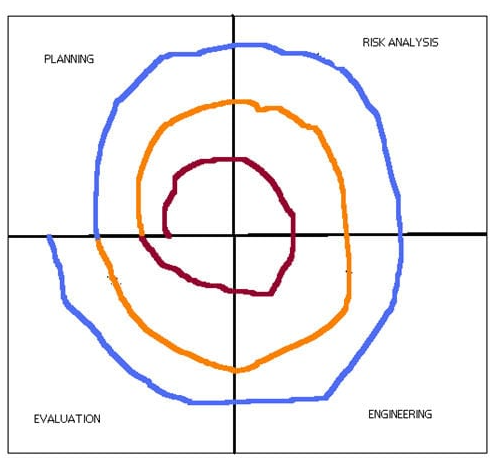 RISK ANALYSIS
PLANNING
EVALUATION
ENGINEERING